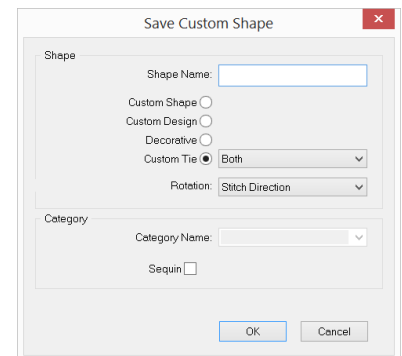 Save Custom Shape
x
Shape
Shape Name:
Custom Shape
Custom Design
Decorative
Custom Tie Both
Rotation: Stitch Direction
Category
Category Name:
Sequin
OK Cancel